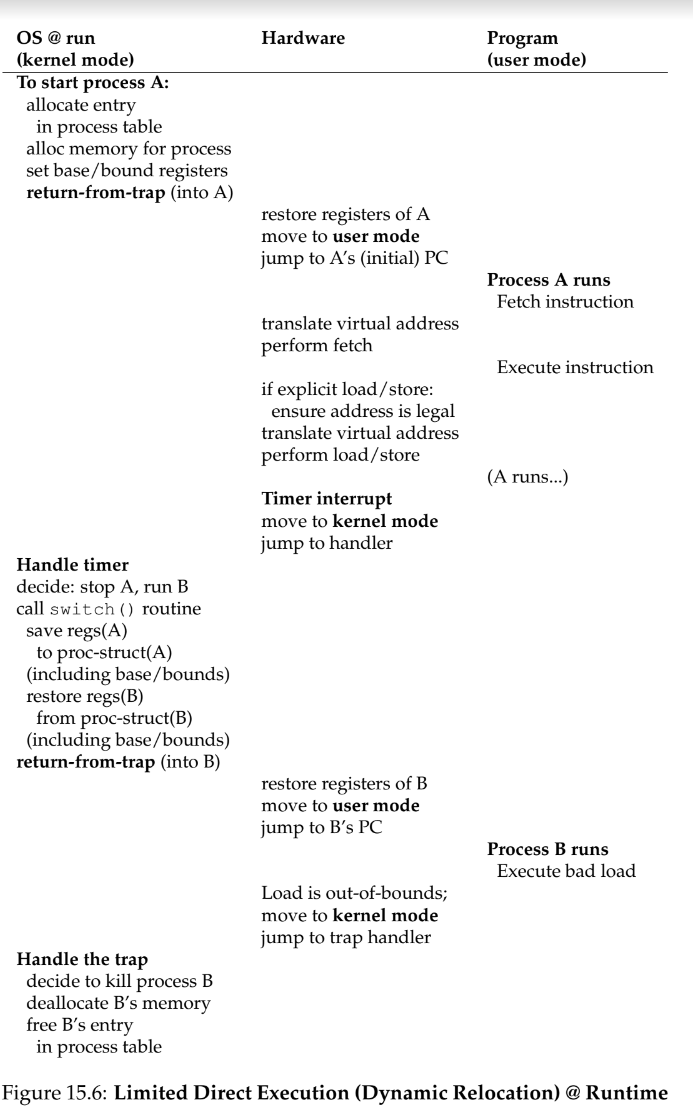 OS @ run Hardware Program
(kernel mode) (user mode)
To start process A:
allocate entry
in process table
alloc memory for process
set base/bound registers
return-from-trap (into A)
restore registers of A
move to user mode
jump to A's (initial) PC
Process A runs
Fetch instruction
translate virtual address
perform fetch
Execute instruction
if explicit load/store:
ensure address is legal
translate virtual address
perform load/store
(A runs...)
Timer interrupt
move to kernel mode
jump to handler
Handle timer
decide: stop A, run B
call switch() routine
save regs(A)
to proc-struct(A)
(including base/bounds)
restore regs(B)
from proc-struct(B)
(including base/bounds)
return-from-trap (into B)
restore registers of B
move to user mode
jump to B's PC
Process B runs
Execute bad load
Load is out-of-bounds;
move to kernel mode
jump to trap handler
Handle the trap
decide to kill process B
deallocate B's memory
free B's entry
in process table
Figure 15.6: Limited Direct Execution (Dynamic Relocation) @ Runtime